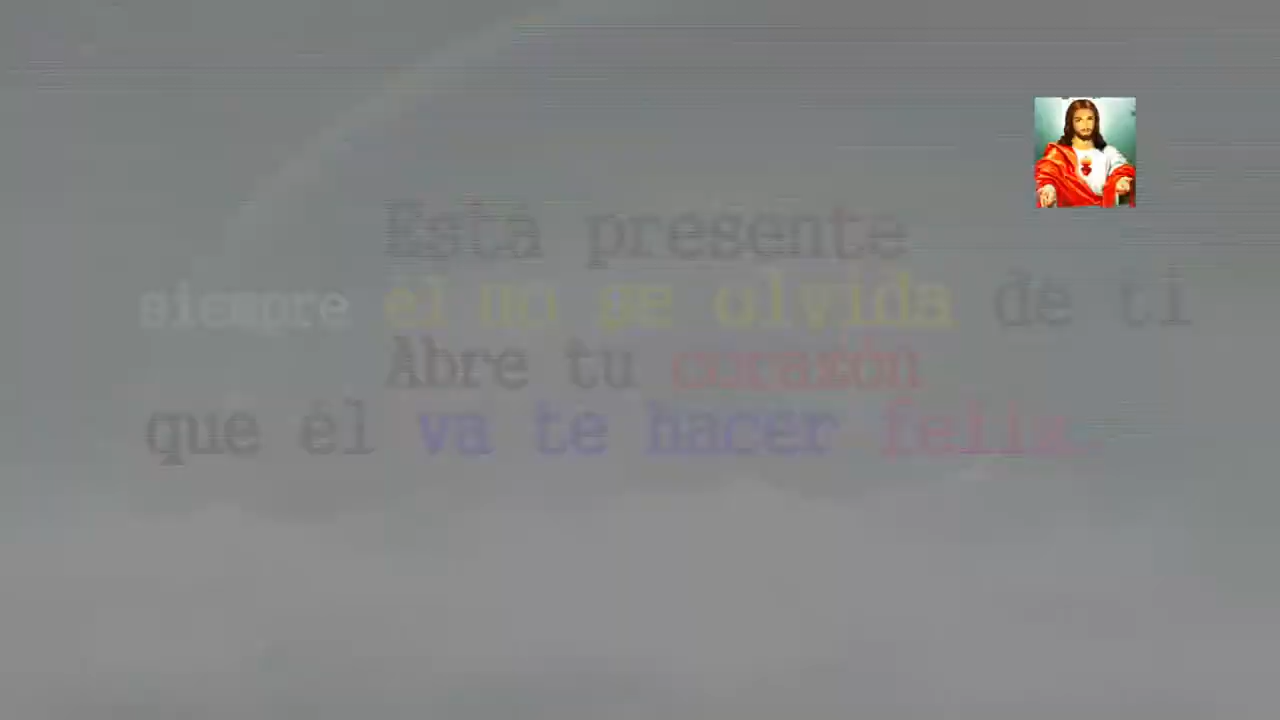 Esta presente
siempre el no se olvida de ti
Abre tu corazón
que él va te hacer feliz.